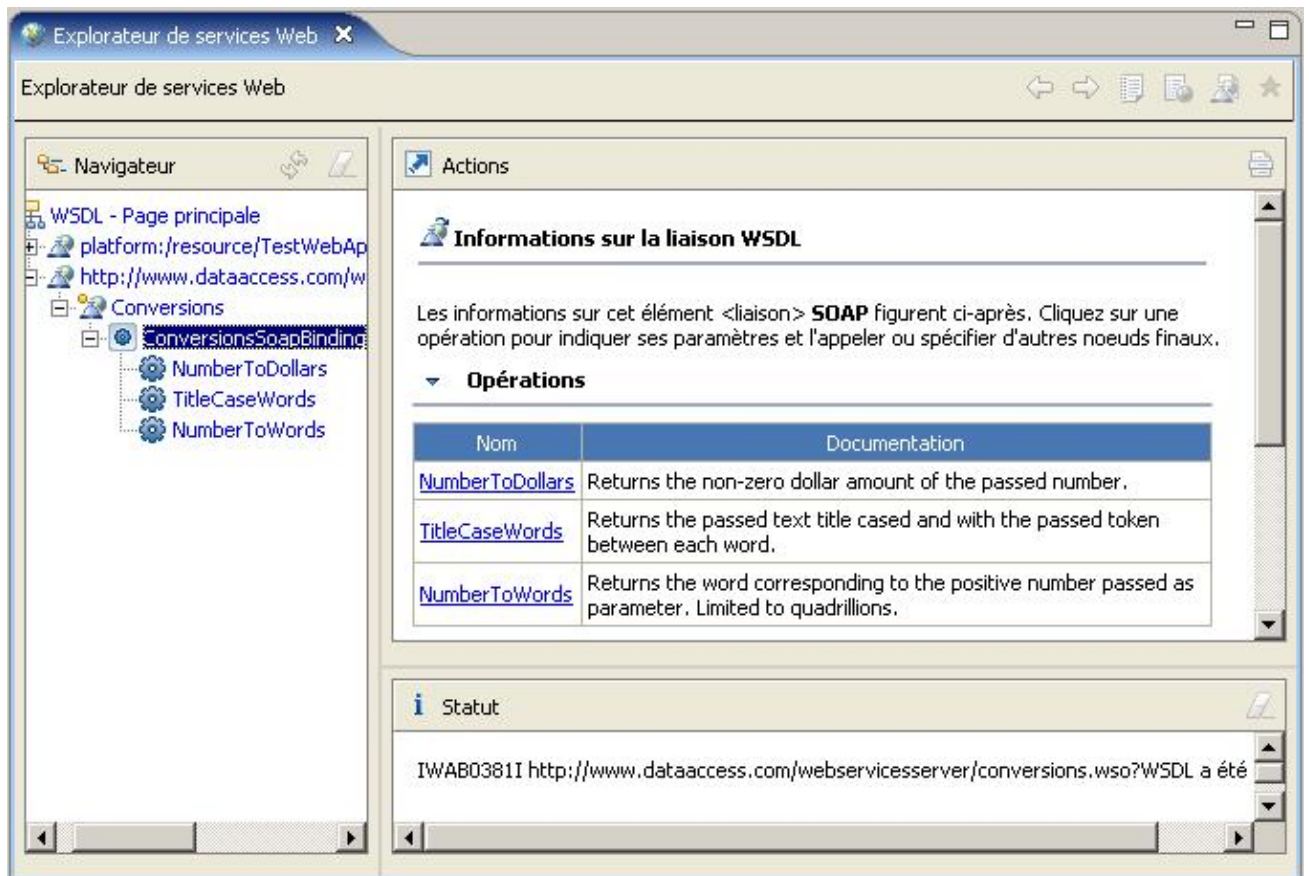 Explorateur de services Web
Explorateur de services Web
Navigateur
WSDL - Page principale
platform:/resource/TestWebAp
http://www.dataaccess.com/w
Conversions
ConversionsSoapBinding
NumberToDollars
TitleCaseWords
NumberToWords
Actions
Informations sur la liaison WSDL
Les informations sur cet élément <liaison> SOAP figurent ci-après. Cliquez sur une
opération pour indiquer ses paramètres et l'appeler ou spécifier d'autres noeuds finaux.
Opérations
Nom Documentation
NumberToDollars Returns the non-zero dollar amount of the passed number.
TitleCaseWords Returns the passed text title cased and with the passed token
between each word.
NumberToWords Returns the word corresponding to the positive number passed as
parameter. Limited to quadrillions.
Statut
IWAB0381I http://www.dataaccess.com/webservicesserver/conversions.wso?WSDL a été